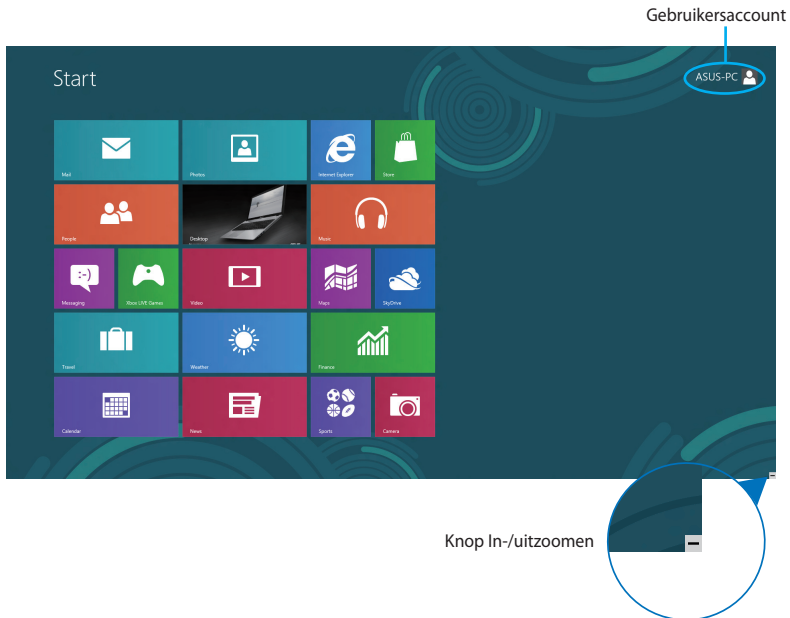 Gebruikersaccount
Start
ASUS-PC
Mail
Photos
Internet Explorer
Store
People
Desktop
Music
Messaging
Xbox LIVE Games
Video
Maps
SkyDrive
Travel
Weather
Finance
Calendar
News
Sports
Camera
Knop In-/uitzoomen